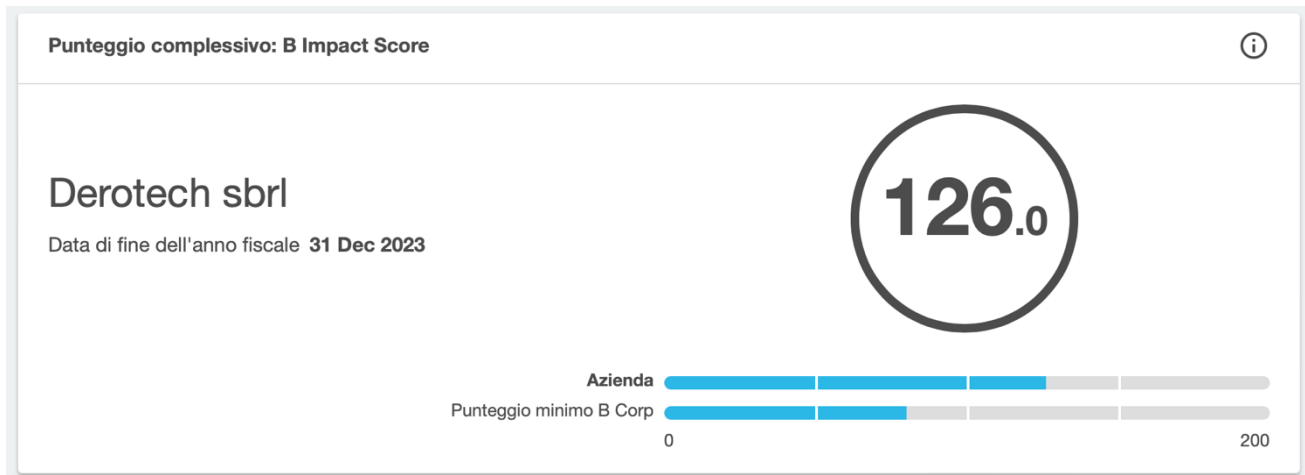 Punteggio complessivo: B Impact Score
Derotech sbrl
Data di fine dell'anno fiscale 31 Dec 2023
126.0
Azienda
Punteggio minimo B Corp
0 200